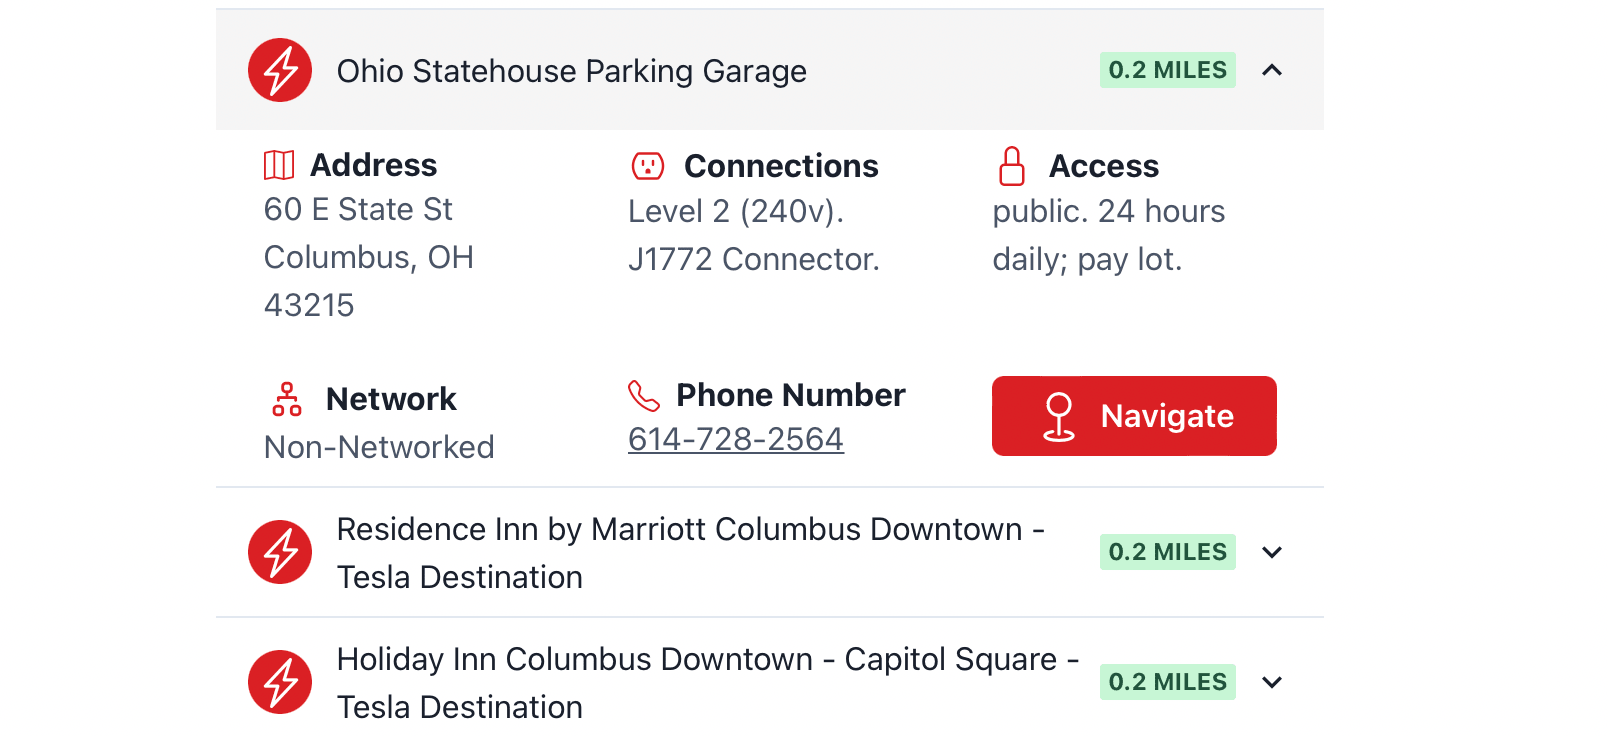 Ohio Statehouse Parking Garage
0.2 MILES
Address
60 E State St
Columbus, OH
43215
Connections
Level 2 (240v).
J1772 Connector.
Access
public. 24 hours
daily; pay lot.
Network
Non-Networked
Phone Number
614-728-2564
Navigate
Residence Inn by Marriott Columbus Downtown -
Tesla Destination
0.2 MILES
Holiday Inn Columbus Downtown - Capitol Square -
Tesla Destination
0.2 MILES